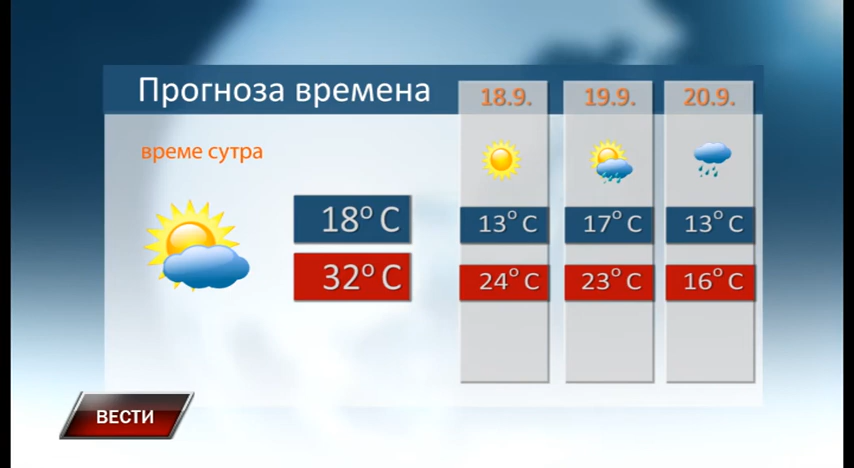 Прогноза времена
18.9. 19.9. 20.9.
време сутра
18° C
13° C 17° C 13° C
32° C
24° C 23° C 16° C
ВЕСТИ